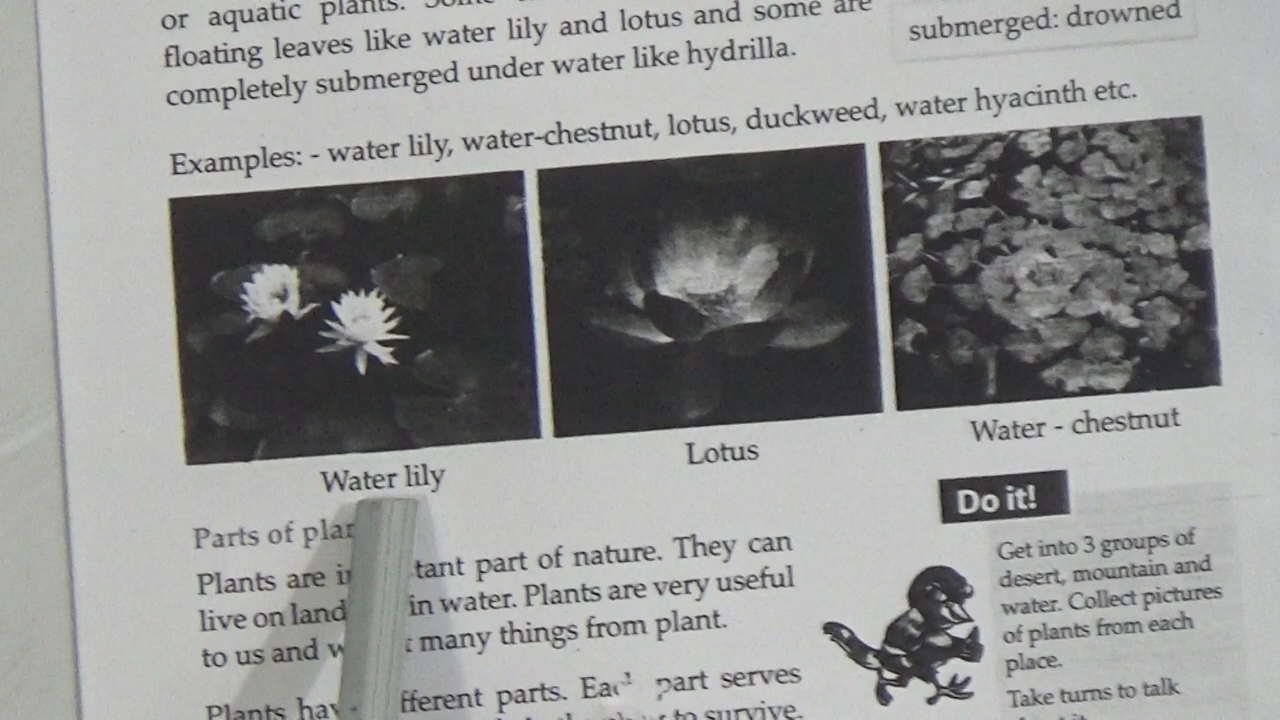 or aquatic plants.
floating leaves like water lily and lotus and some are
completely submerged under water like hydrilla.
submerged: drowned
Examples: - water lily, water-chestnut, lotus, duckweed, water hyacinth etc.
Water lily
Lotus
Water - chestnut
Parts of
Plants are part of nature. They can
live on land in water. Plants are very useful
to us and many things from plant.
Plants parts. part serves
to survive.
Do it!
Get into 3 groups of
desert, mountain and
water. Collect pictures
of plants from each
place.
Take turns to talk